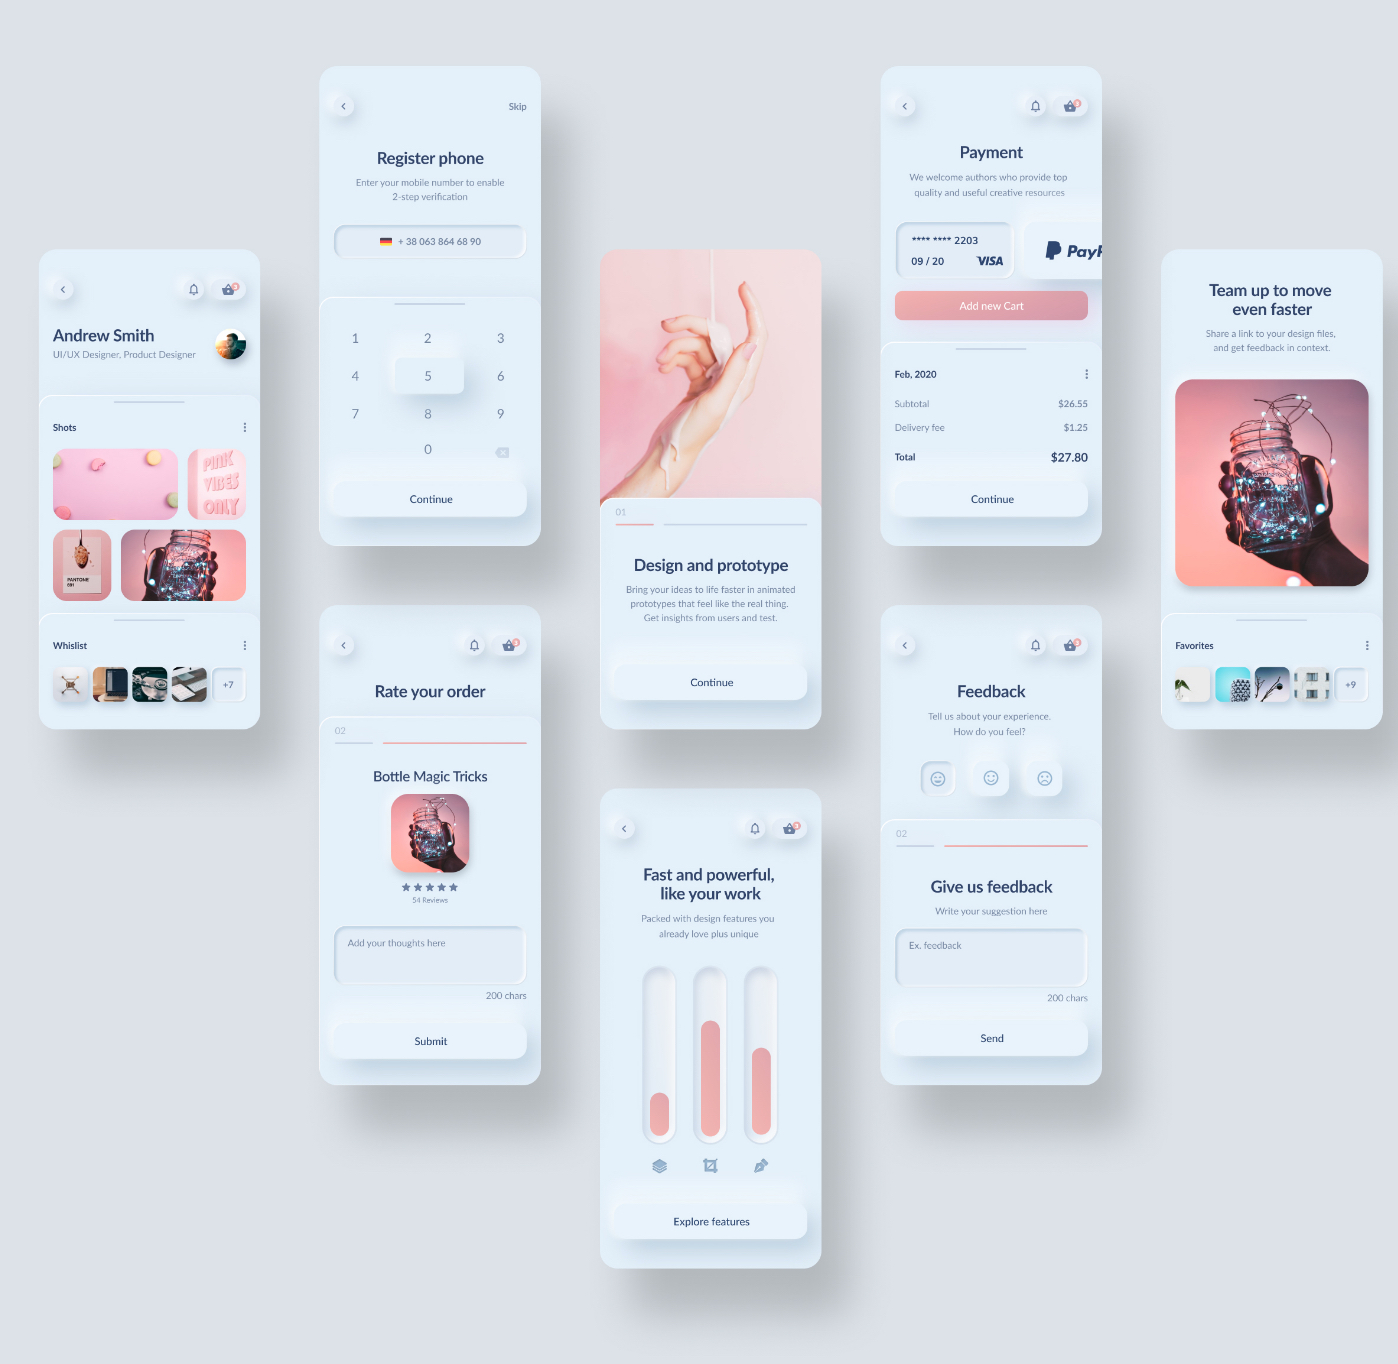 Andrew Smith
UI/UX Designer, Product Designer
Shots
PINK
VIBES
ONLY
PANTONE
691
Whislist
+7
Skip
Register phone
Enter your mobile number to enable
2-step verification
+ 38 063 864 68 90
1 2 3
4 5 6
7 8 9
0
Continue
Rate your order
02
Bottle Magic Tricks
54 Reviews
Add your thoughts here
200 chars
Submit
01
Design and prototype
Bring your ideas to life faster in animated
prototypes that feel like the real thing.
Get insights from users and test.
Continue
Fast and powerful,
like your work
Packed with design features you
already love plus unique
Explore features
Payment
We welcome authors who provide top
quality and useful creative resources
**** **** 2203
09 / 20 VISA
PayP
Add new Cart
Feb, 2020
Subtotal $26.55
Delivery fee $1.25
Total $27.80
Continue
Feedback
Tell us about your experience.
How do you feel?
02
Give us feedback
Write your suggestion here
Ex. feedback
200 chars
Send
Team up to move
even faster
Share a link to your design files,
and get feedback in context.
Favorites
+9